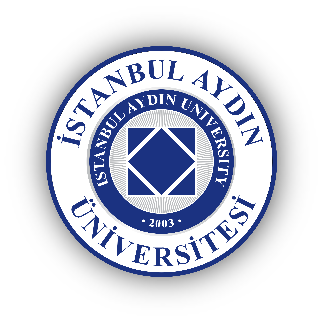 İSTANBUL AYDIN
ÜNİVERSİTESİ
ISTANBUL AYDIN UNIVERSITY
· 2003 ·